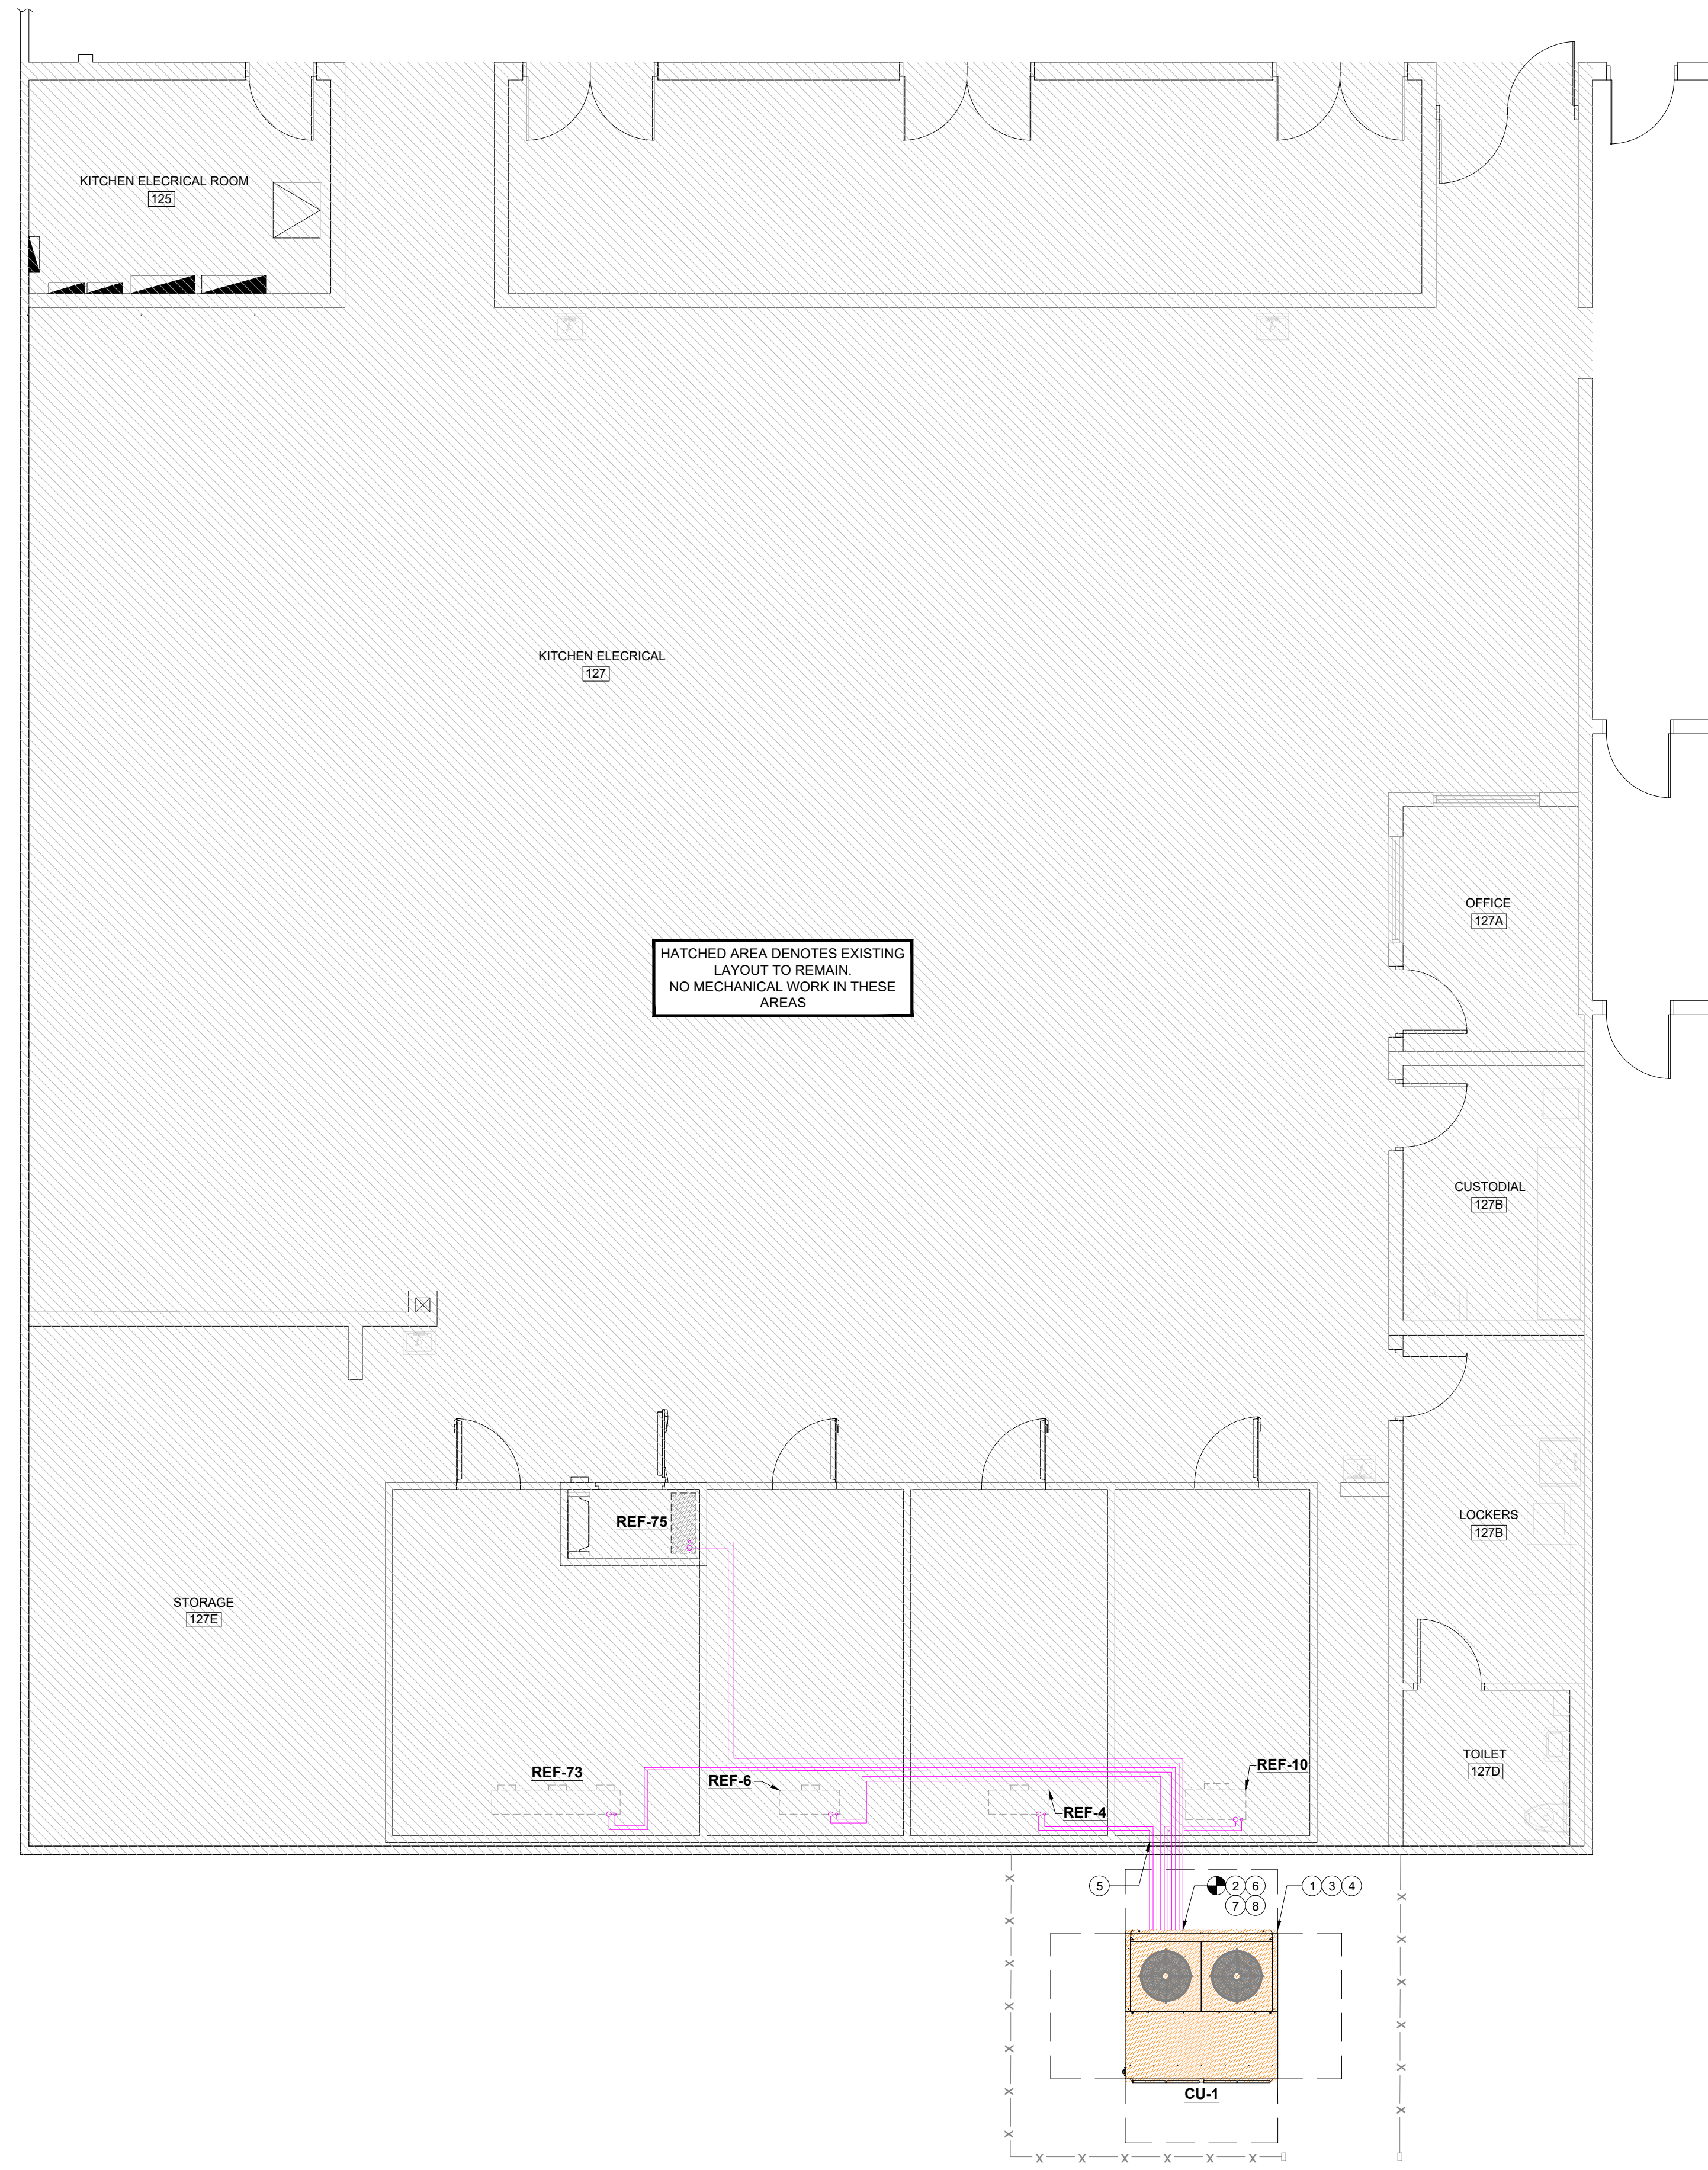 KITCHEN ELECRICAL ROOM
125
KITCHEN ELECRICAL
127
OFFICE
127A
HATCHED AREA DENOTES EXISTING
LAYOUT TO REMAIN.
NO MECHANICAL WORK IN THESE
AREAS
CUSTODIAL
127B
LOCKERS
127B
REF-75
STORAGE
127E
TOILET
127D
REF-73
REF-6
REF-4
REF-10
5
2 6
7 8
1 3 4
CU-1